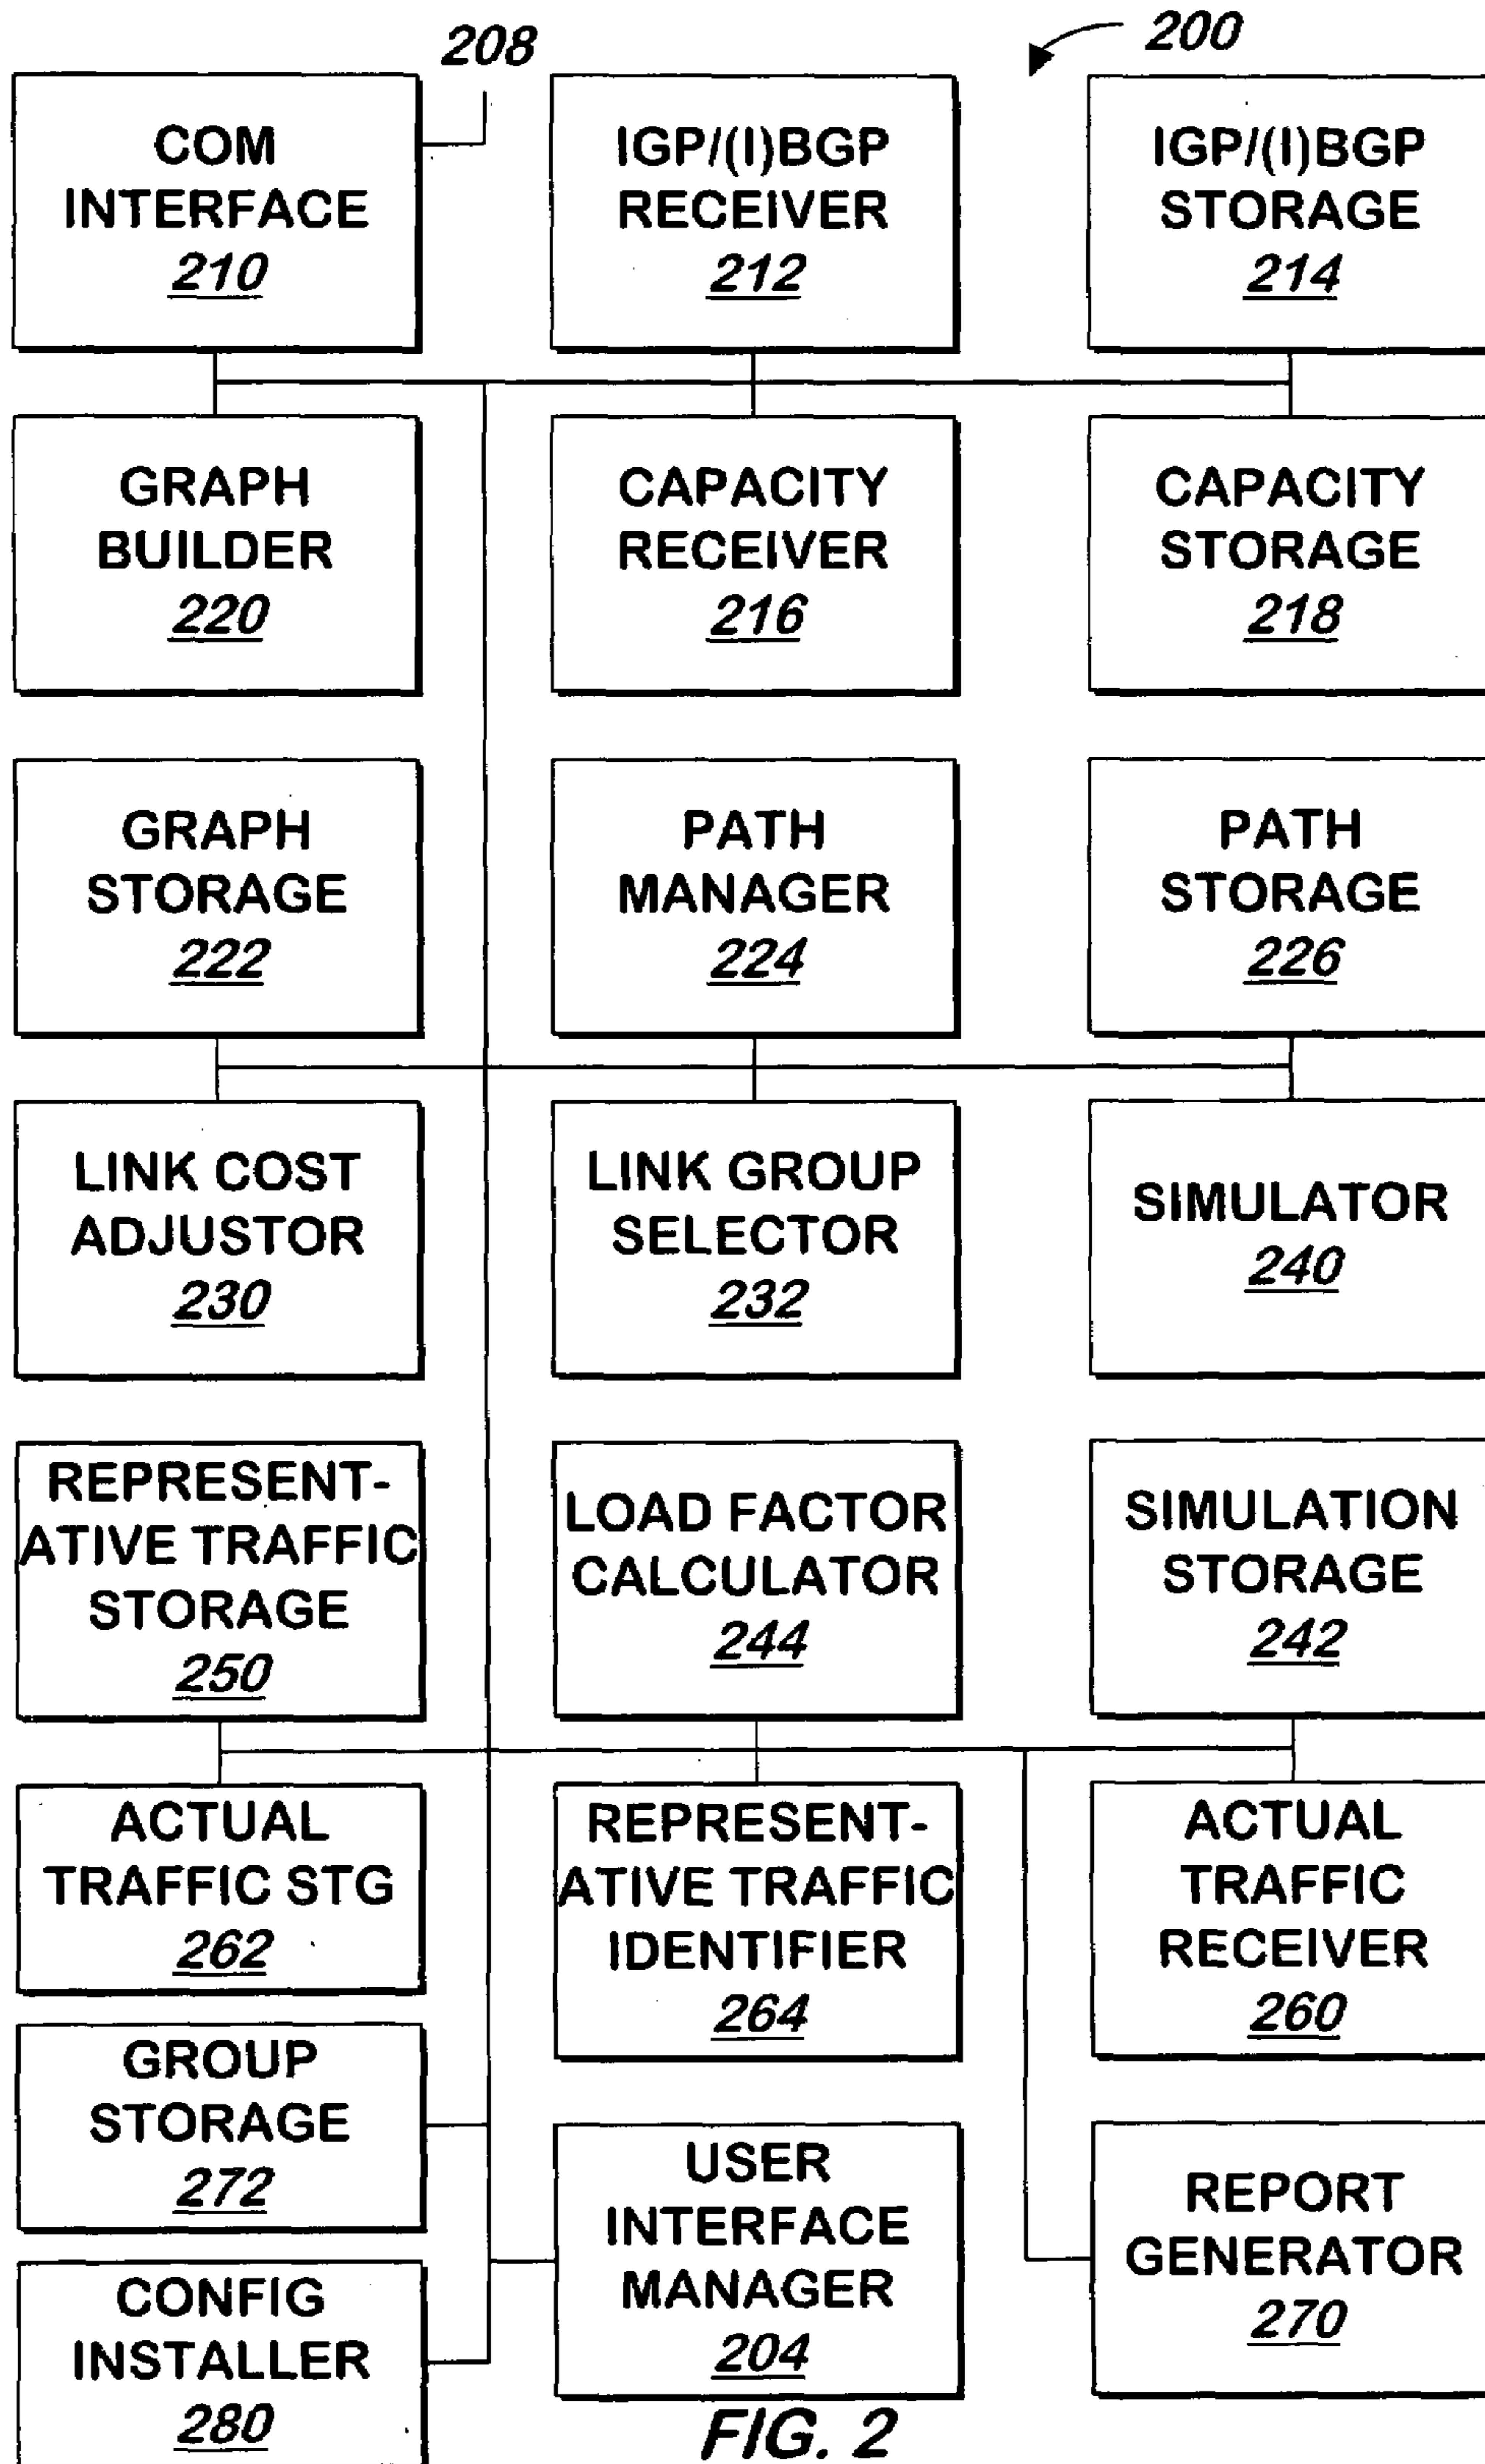 208
200
COM
INTERFACE
210
IGP/(I)BGP
RECEIVER
212
IGP/(I)BGP
STORAGE
214
GRAPH
BUILDER
220
CAPACITY
RECEIVER
216
CAPACITY
STORAGE
218
GRAPH
STORAGE
222
PATH
MANAGER
224
PATH
STORAGE
226
LINK COST
ADJUSTOR
230
LINK GROUP
SELECTOR
232
SIMULATOR
240
REPRESENT-
ATIVE TRAFFIC
STORAGE
250
LOAD FACTOR
CALCULATOR
244
SIMULATION
STORAGE
242
ACTUAL
TRAFFIC STG
262
REPRESENT-
ATIVE TRAFFIC
IDENTIFIER
264
ACTUAL
TRAFFIC
RECEIVER
260
GROUP
STORAGE
272
USER
INTERFACE
MANAGER
204
REPORT
GENERATOR
270
CONFIG
INSTALLER
280
FIG. 2